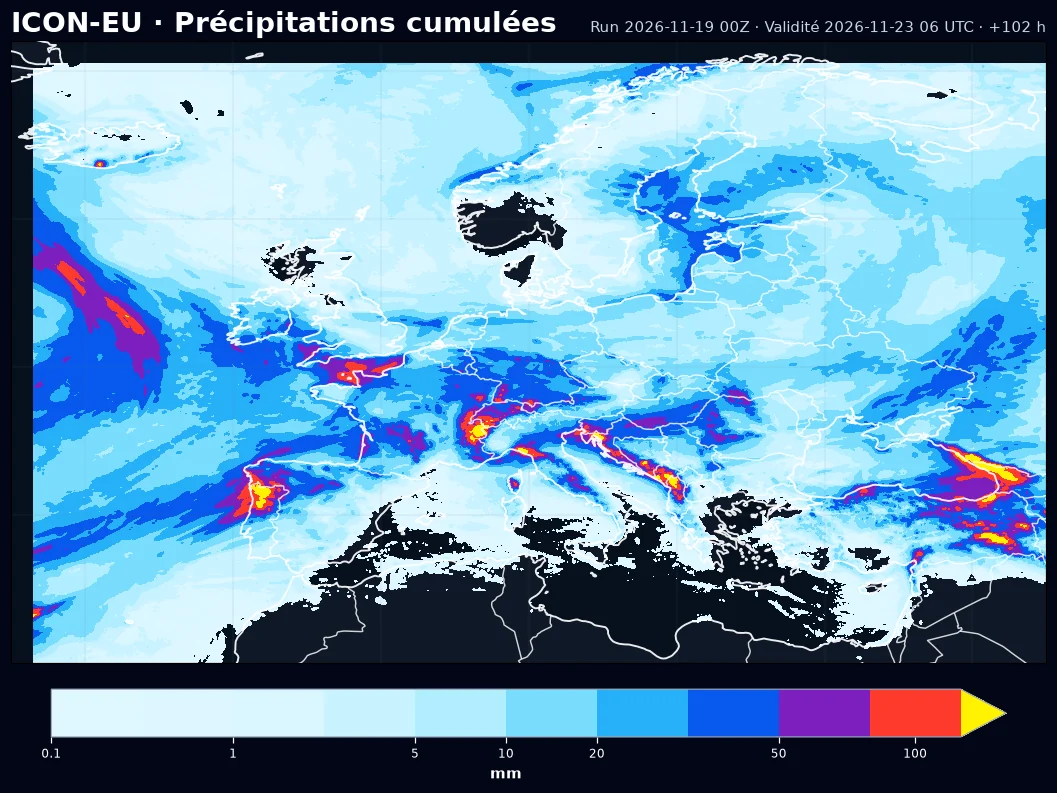 ICON-EU · Précipitations cumulées
Run 2026-11-19 00Z · Validité 2026-11-23 06 UTC · +102 h
0.1 1 5 10 20 50 100
mm